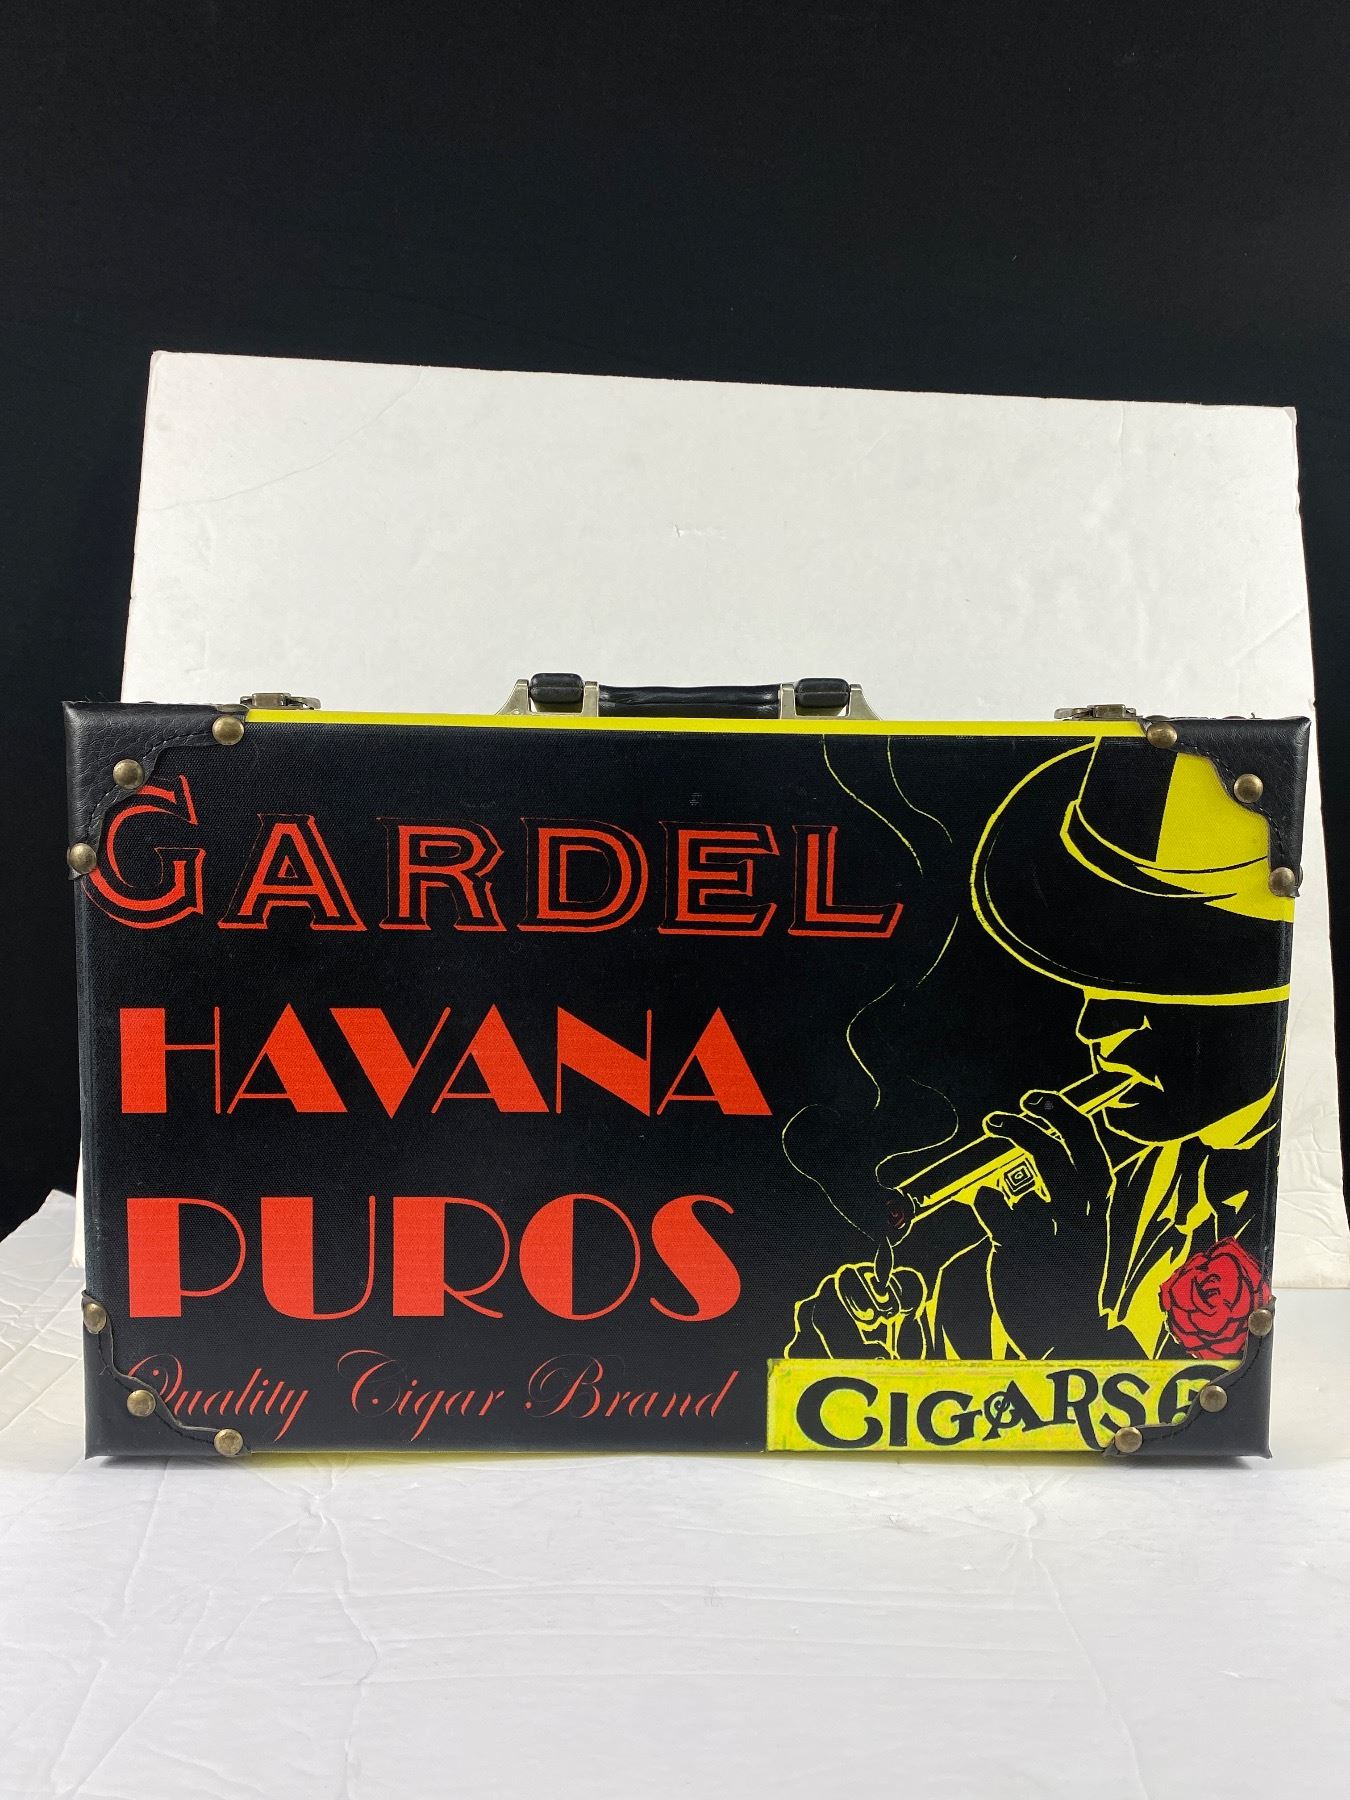 GARDEL
HAVANA
PUROS
Quality Cigar Brand
CIGARS